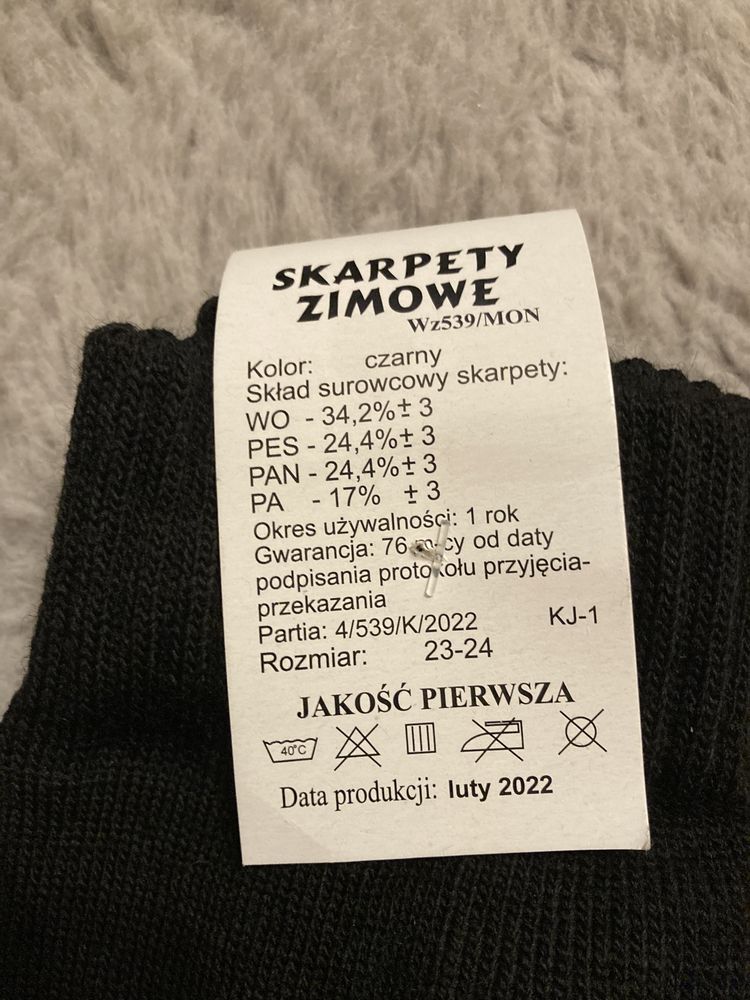 SKARPETY
ZIMOWE
Wz539/MON
Kolor: czarny
Skład surowcowy skarpety:
WO - 34,2%± 3
PES - 24,4%± 3
PAN - 24,4%± 3
PA - 17% ± 3
Okres używalności: 1 rok
Gwarancja: 76 m-cy od daty
podpisania protokołu przyjęcia-
przekazania
Partia: 4/539/K/2022 KJ-1
Rozmiar: 23-24
JAKOŚĆ PIERWSZA
40°C
Data produkcji: luty 2022